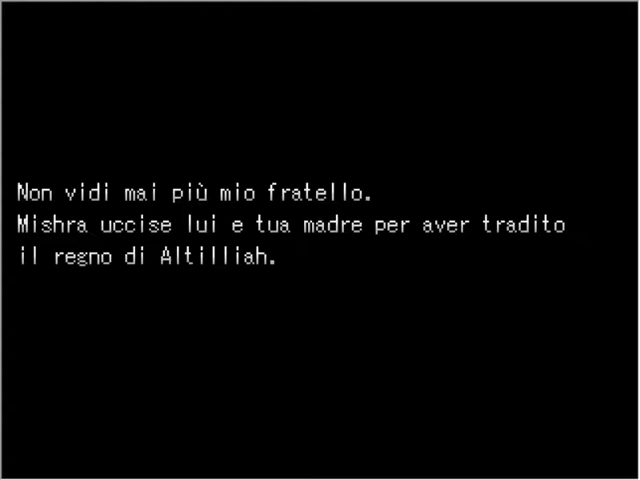 Non vidi mai più mio fratello.
Mishra uccise lui e tua madre per aver tradito
il regno di Altilliah.